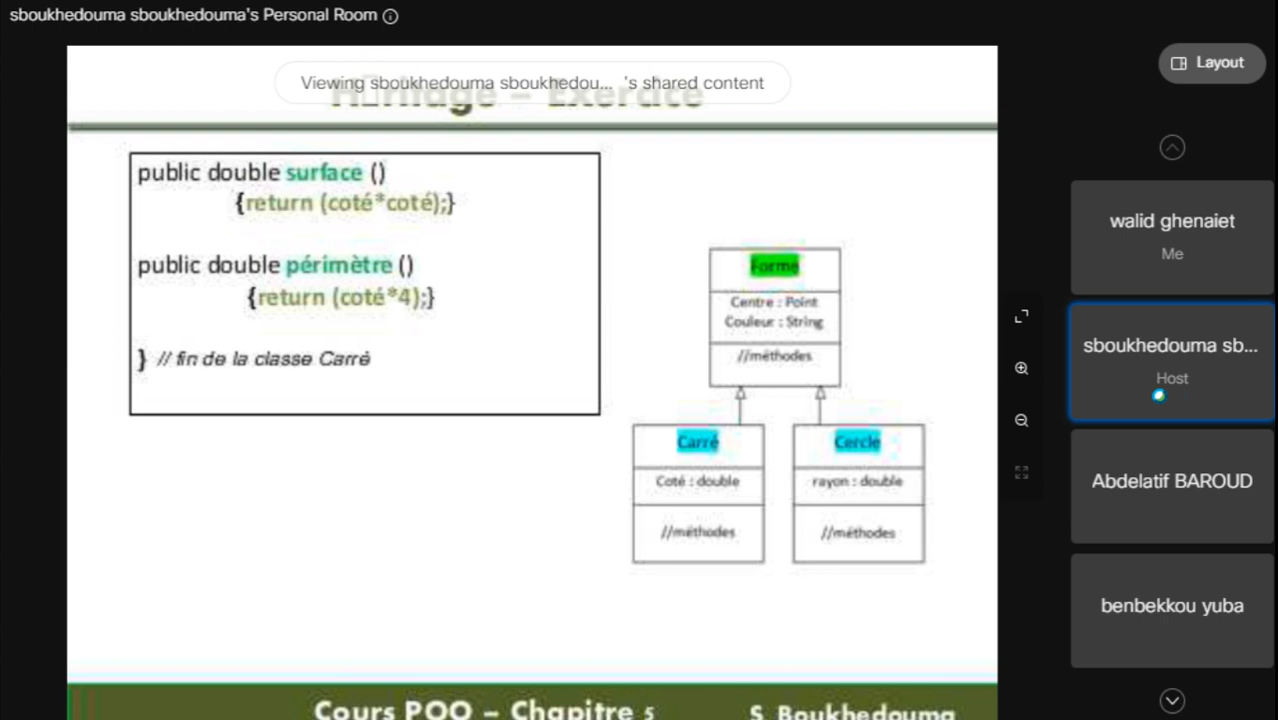 sboukhedouma sboukhedouma's Personal Room
Layout
Viewing sboukhedouma sboukhedou... 's shared content
Héritage – Exercice
public double surface ()
{return (coté*coté);}
public double périmètre ()
{return (coté*4);}
} // fin de la classe Carré
Forme
Centre : Point
Couleur : String
//méthodes
Carré
Coté : double
//méthodes
Cercle
rayon : double
//méthodes
walid ghenaiet
Me
sboukhedouma sb...
Host
Abdelatif BAROUD
benbekkou yuba
Cours POO – Chapitre 5
S. Boukhedouma